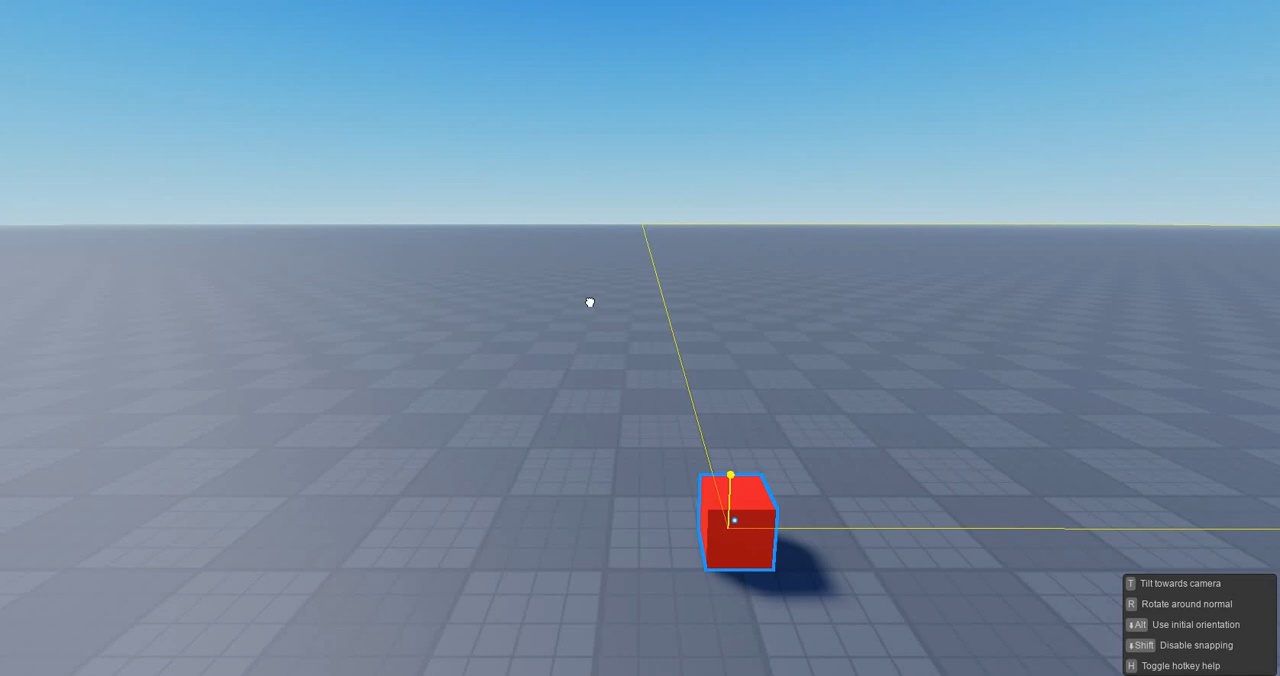 T Tilt towards camera
R Rotate around normal
⬇Alt Use initial orientation
⬇Shift Disable snapping
H Toggle hotkey help